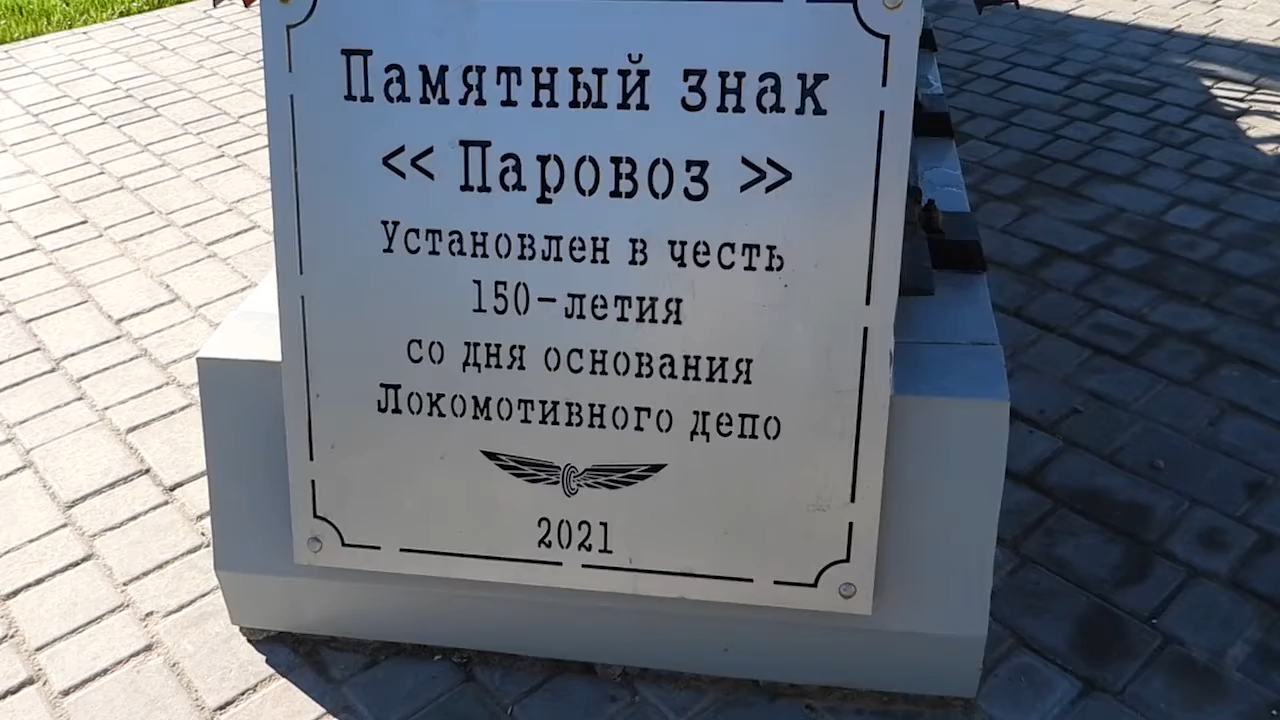 Памятный знак
<< Паровоз >>
Установлен в честь
150-летия
со дня основания
Локомотивного депо
2021